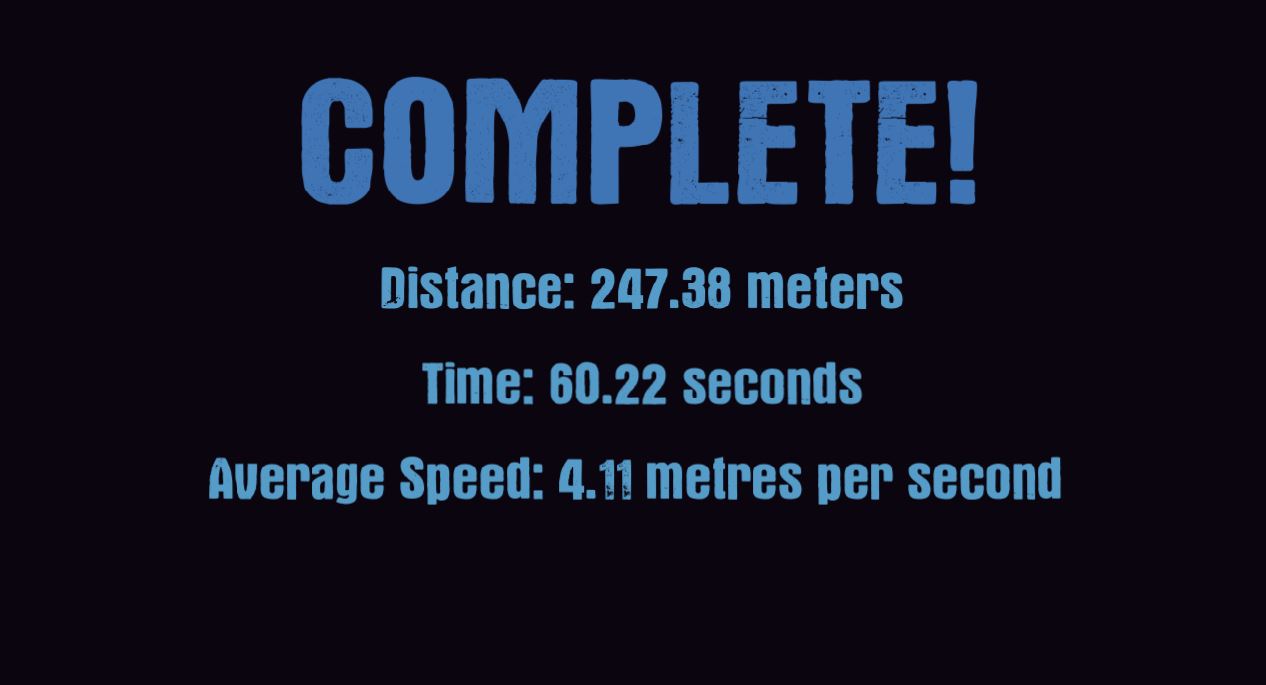 COMPLETE!
Distance: 247.38 meters
Time: 60.22 seconds
Average Speed: 4.11 metres per second